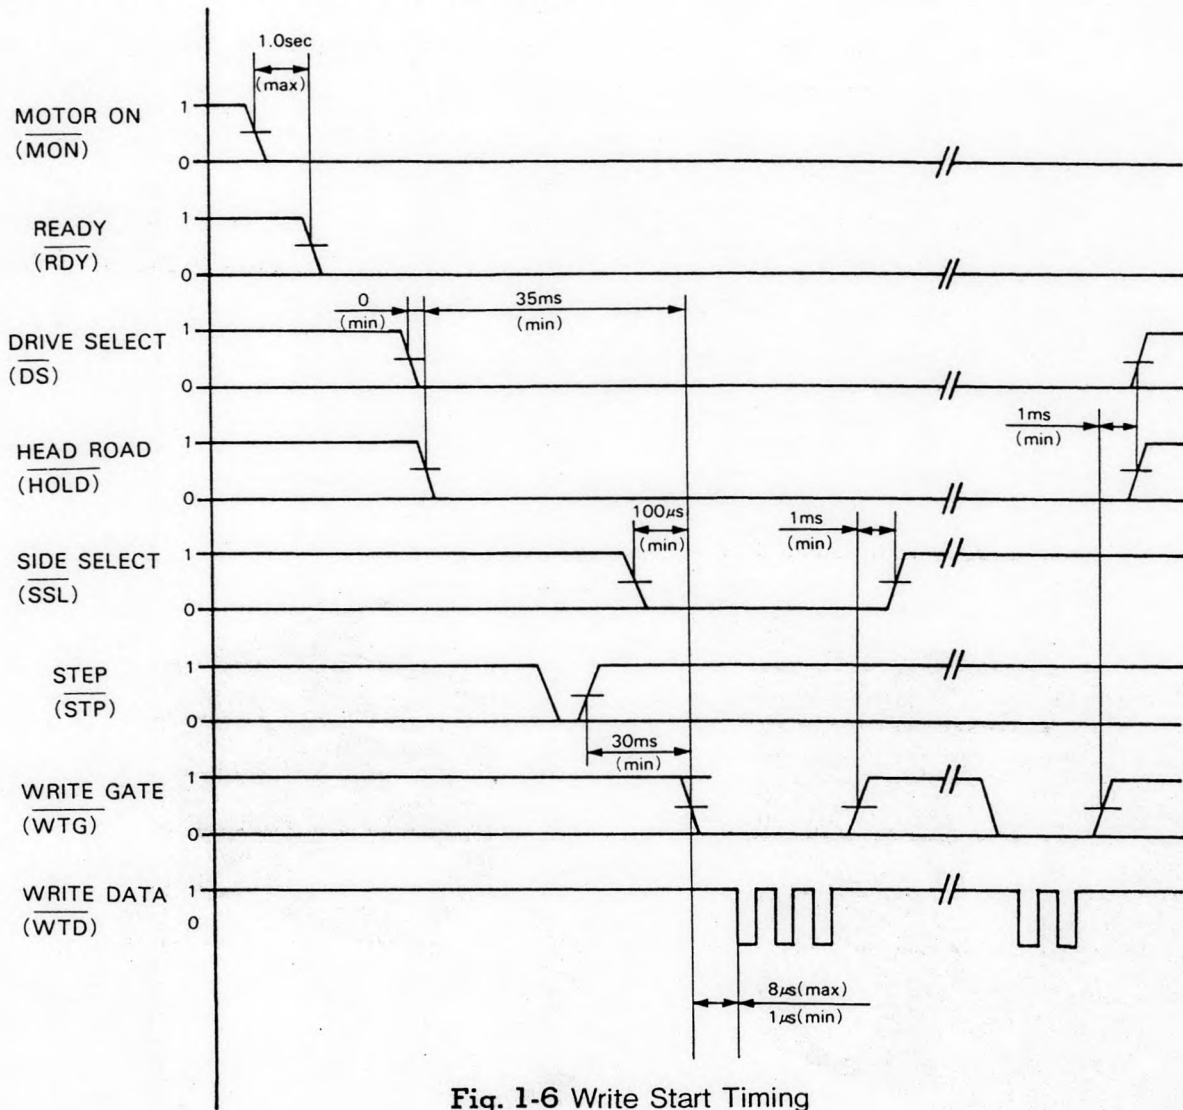 1.0sec
(max)
MOTOR ON
(MON)
1
0
READY
(RDY)
1
0
0
(min)
35ms
(min)
DRIVE SELECT
(DS)
1
0
1ms
(min)
HEAD ROAD
(HOLD)
1
0
100μs
(min)
1ms
(min)
SIDE SELECT
(SSL)
1
0
STEP
(STP)
1
0
30ms
(min)
WRITE GATE
(WTG)
1
0
WRITE DATA
(WTD)
1
0
8μs(max)
1μs(min)
Fig. 1-6 Write Start Timing